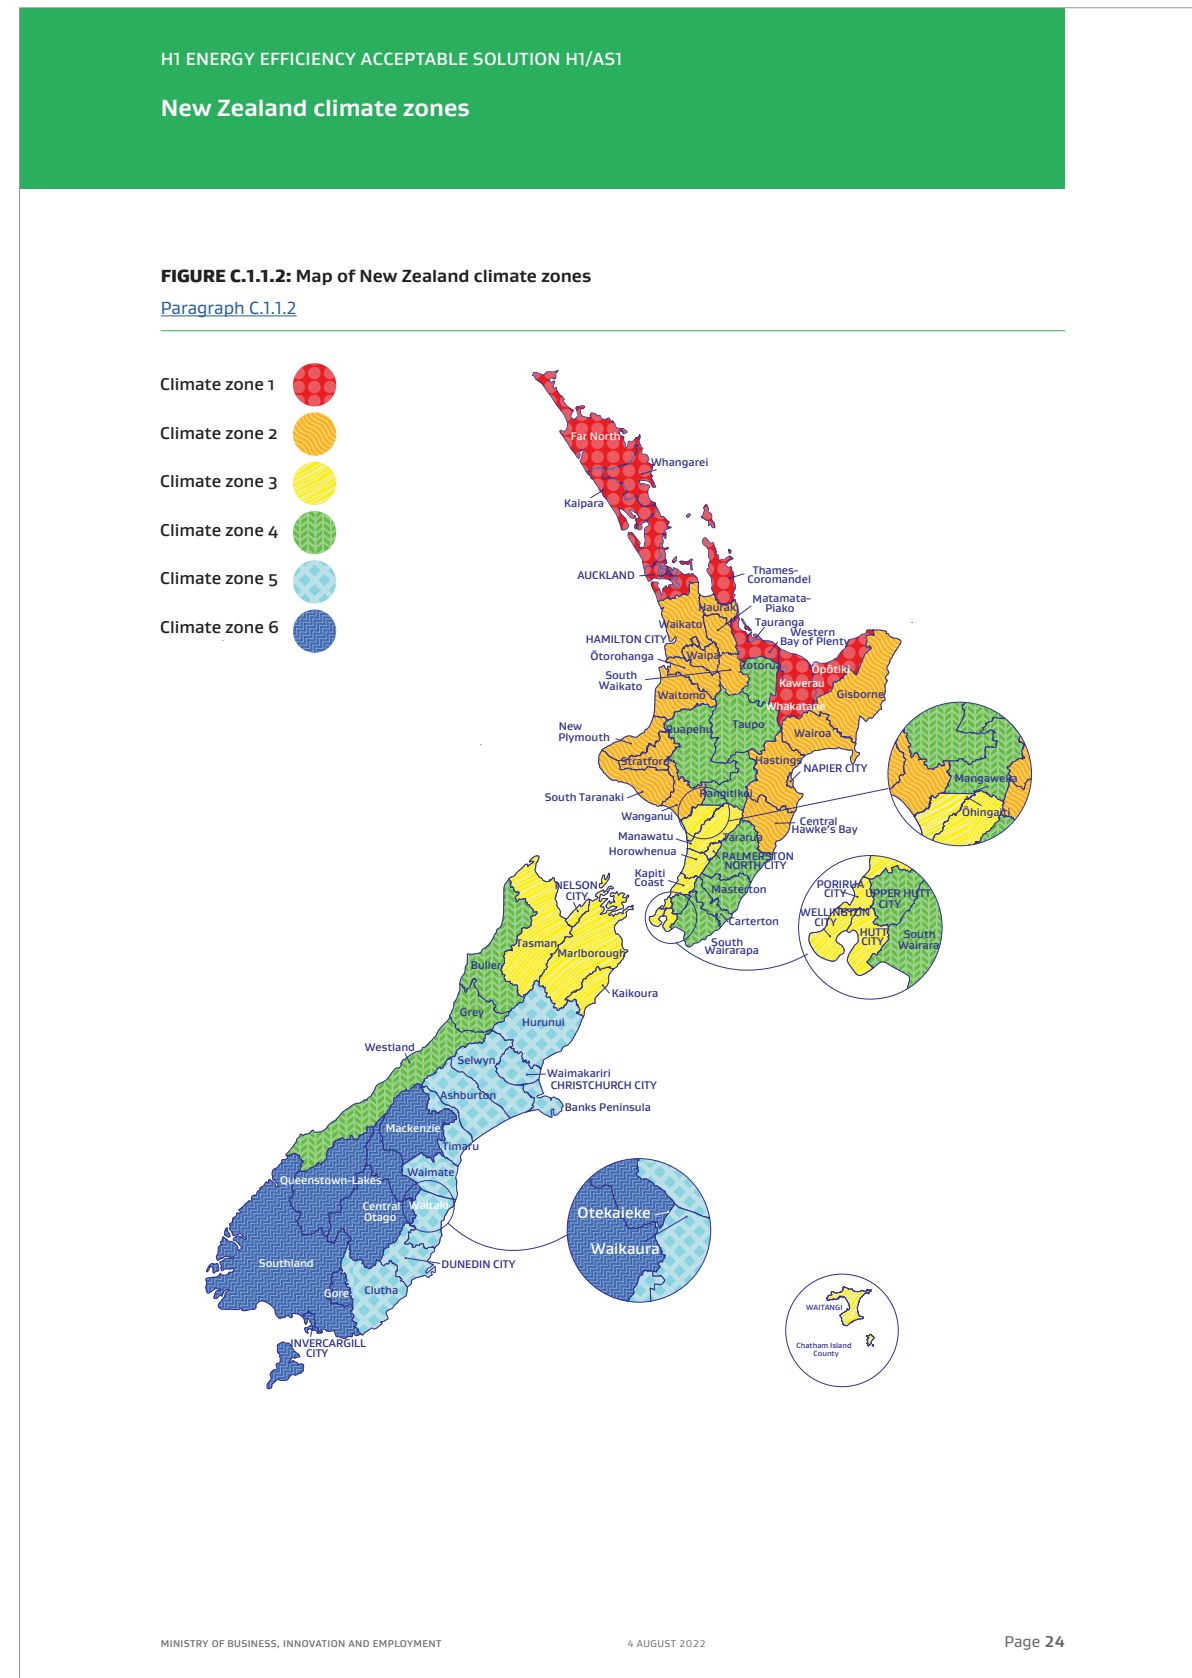 H1 ENERGY EFFICIENCY ACCEPTABLE SOLUTION H1/AS1
New Zealand climate zones
FIGURE C.1.1.2: Map of New Zealand climate zones
Paragraph C.1.1.2
Climate zone 1
Climate zone 2
Climate zone 3
Climate zone 4
Climate zone 5
Climate zone 6
Far North
Whangarei
Kaipara
AUCKLAND
Thames-
Coromandel
Hauraki
Matamata-
Piako
Waikato
Tauranga
Western
Bay of Plenty
HAMILTON CITY
Ōtorohanga
Waipa
Rotorua
South
Waikato
Ōpōtiki
Kawerau
Waitomo
Gisborne
Whakatane
New
Plymouth
Ruapehu
Taupo
Wairoa
Stratford
Hastings
NAPIER CITY
South Taranaki
Rangitikei
Wanganui
Central
Hawke's Bay
Manawatu
Tararua
Horowhenua
PALMERSTON
NORTH CITY
Kapiti
Coast
Masterton
Carterton
South
Wairarapa
Mangaweka
Ōhingaiti
PORIRUA
CITY
UPPER HUTT
CITY
WELLINGTON
CITY
HUTT
CITY
South
Wairara
NELSON
CITY
Tasman
Marlborough
Buller
Kaikoura
Grey
Hurunui
Westland
Selwyn
Waimakariri
CHRISTCHURCH CITY
Ashburton
Banks Peninsula
Mackenzie
Timaru
Waimate
Queenstown-Lakes
Central
Otago
Waitaki
Otekaieke
Waikaura
Southland
DUNEDIN CITY
Gore
Clutha
INVERCARGILL
CITY
WAITANGI
Chatham Island
County
MINISTRY OF BUSINESS, INNOVATION AND EMPLOYMENT
4 AUGUST 2022
Page 24